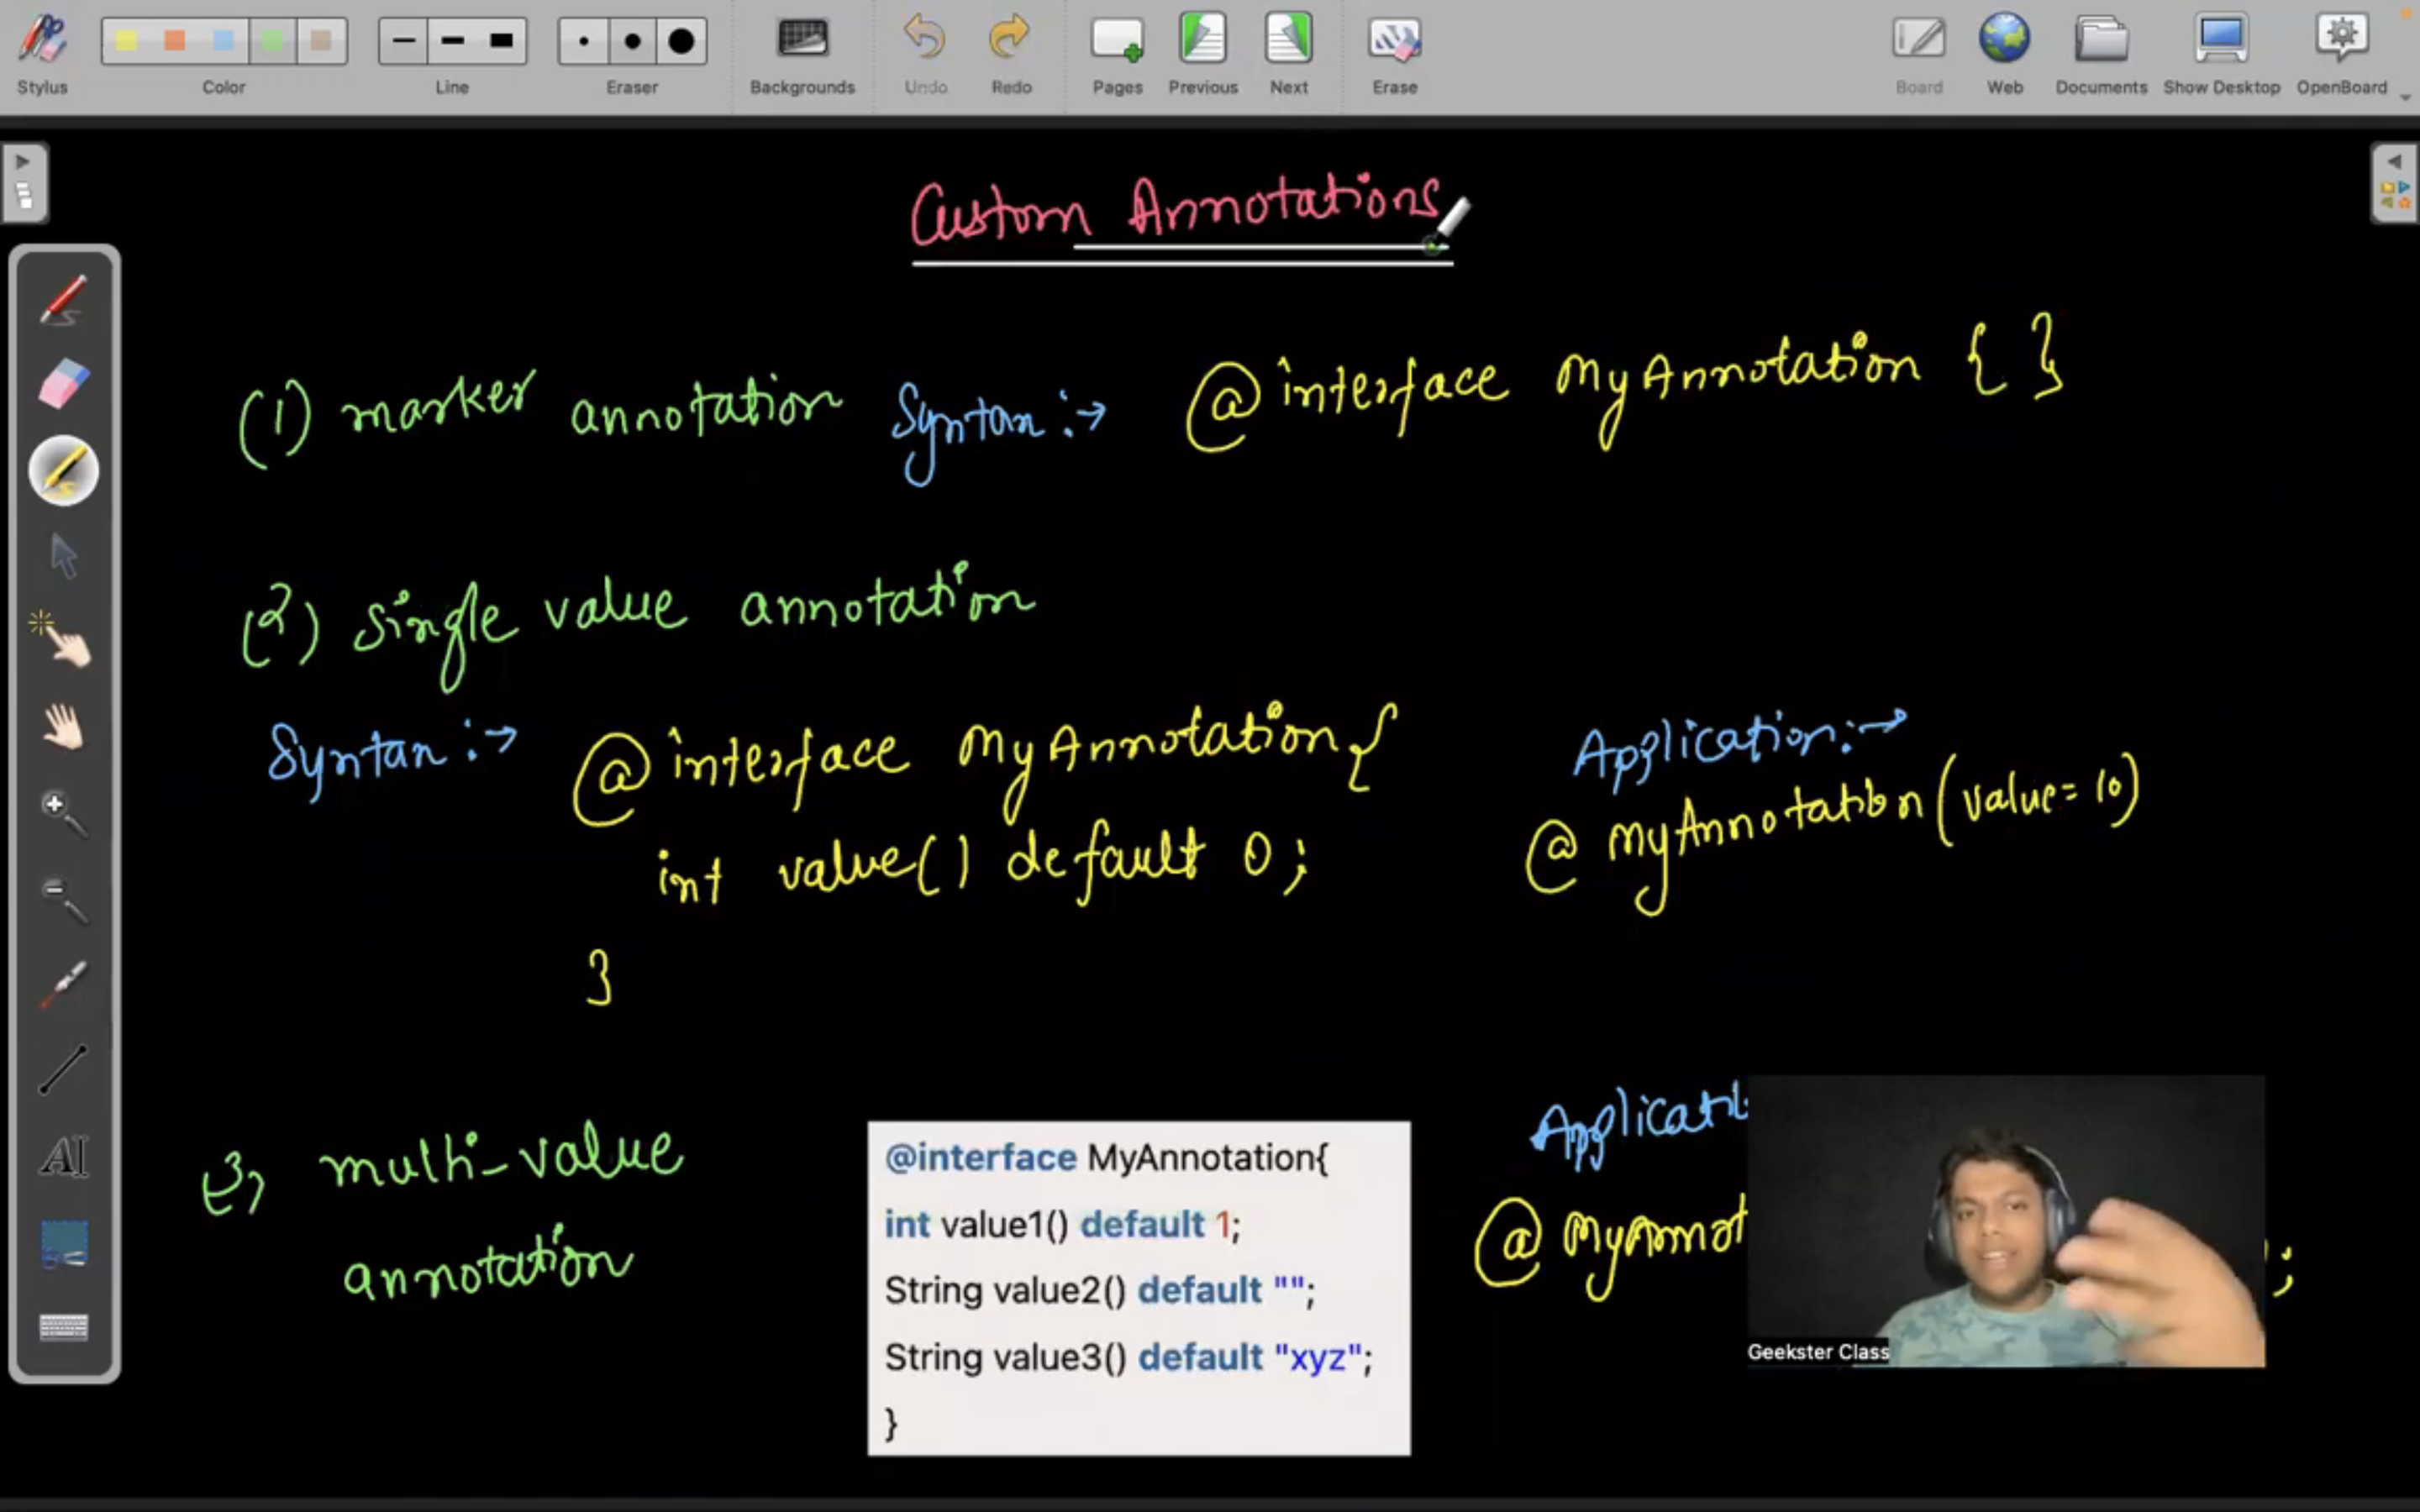 Stylus Color Line Eraser Backgrounds Undo Redo Pages Previous Next Erase Board Web Documents Show Desktop OpenBoard
Custom Annotations
(1) marker annotation Syntax :→ @interface MyAnnotation { }
(2) single value annotation
Syntax :→ @interface MyAnnotation{
int value() default 0;
}
Application :→
@ MyAnnotation (value = 10)
(3) multi-value
annotation
@interface MyAnnotation{
int value1() default 1;
String value2() default "";
String value3() default "xyz";
}
@ MyAnnot
;
Geekster Class
AI